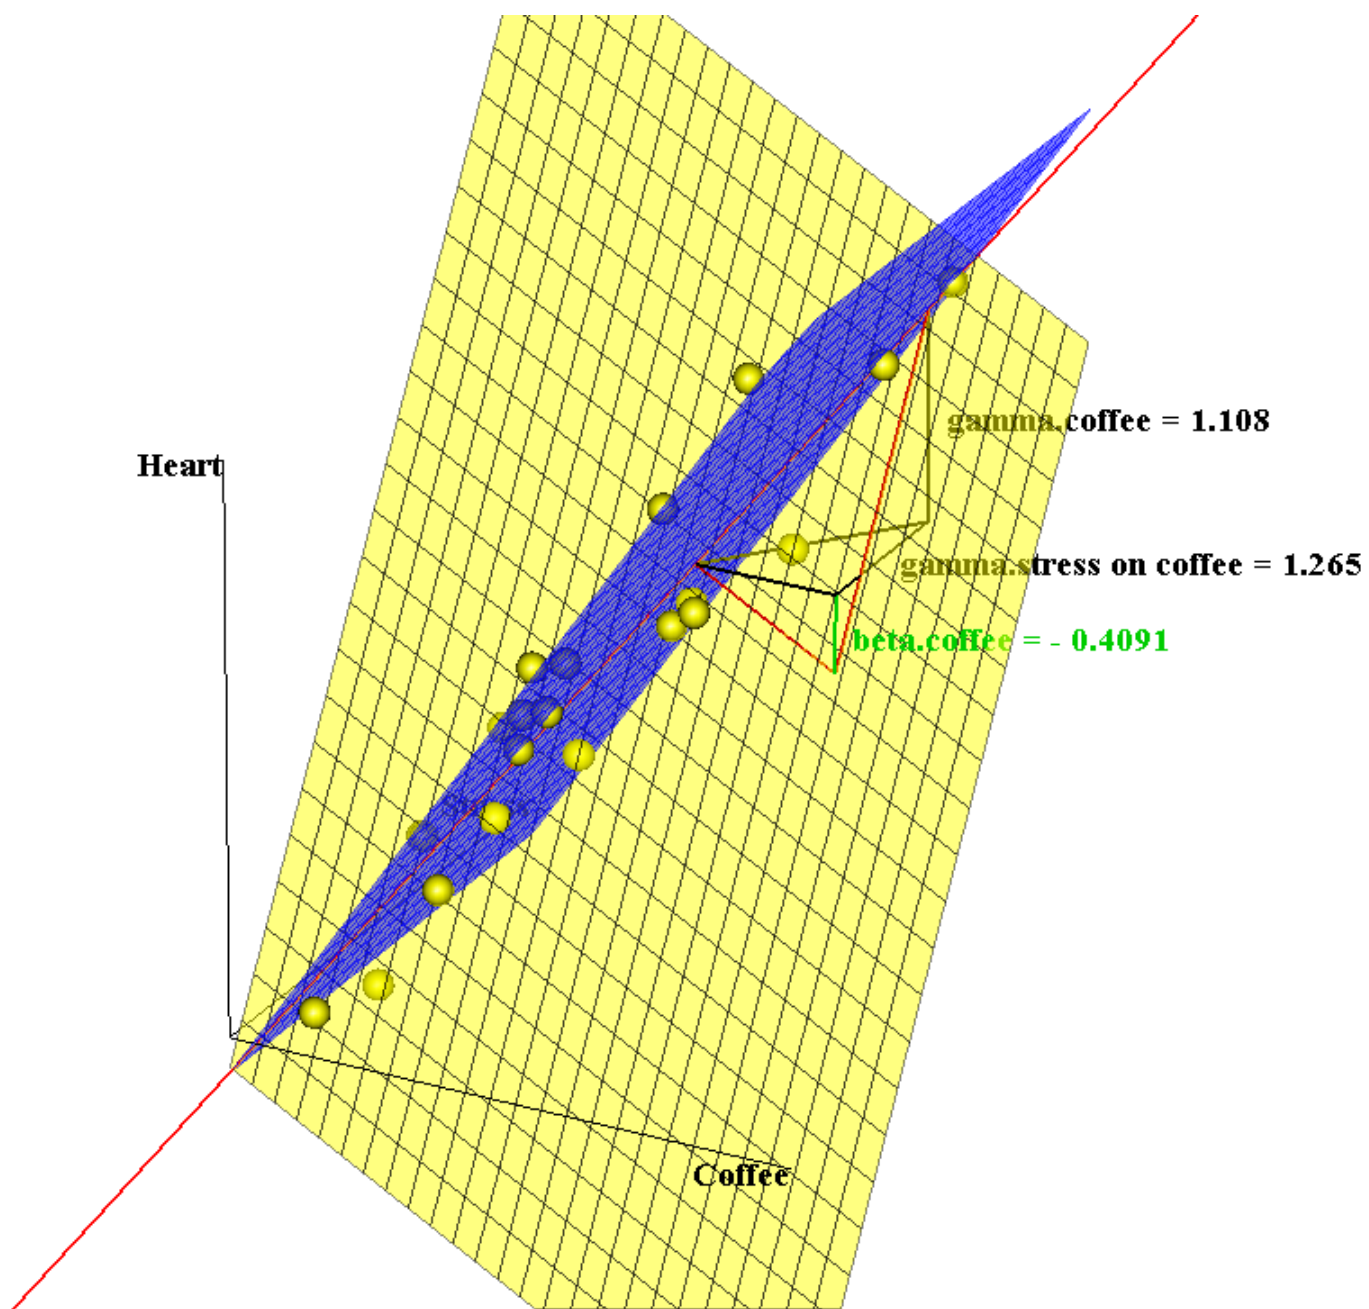 gamma.coffee = 1.108
Heart
gamma.stress on coffee = 1.265
beta.coffee = - 0.4091
Coffee